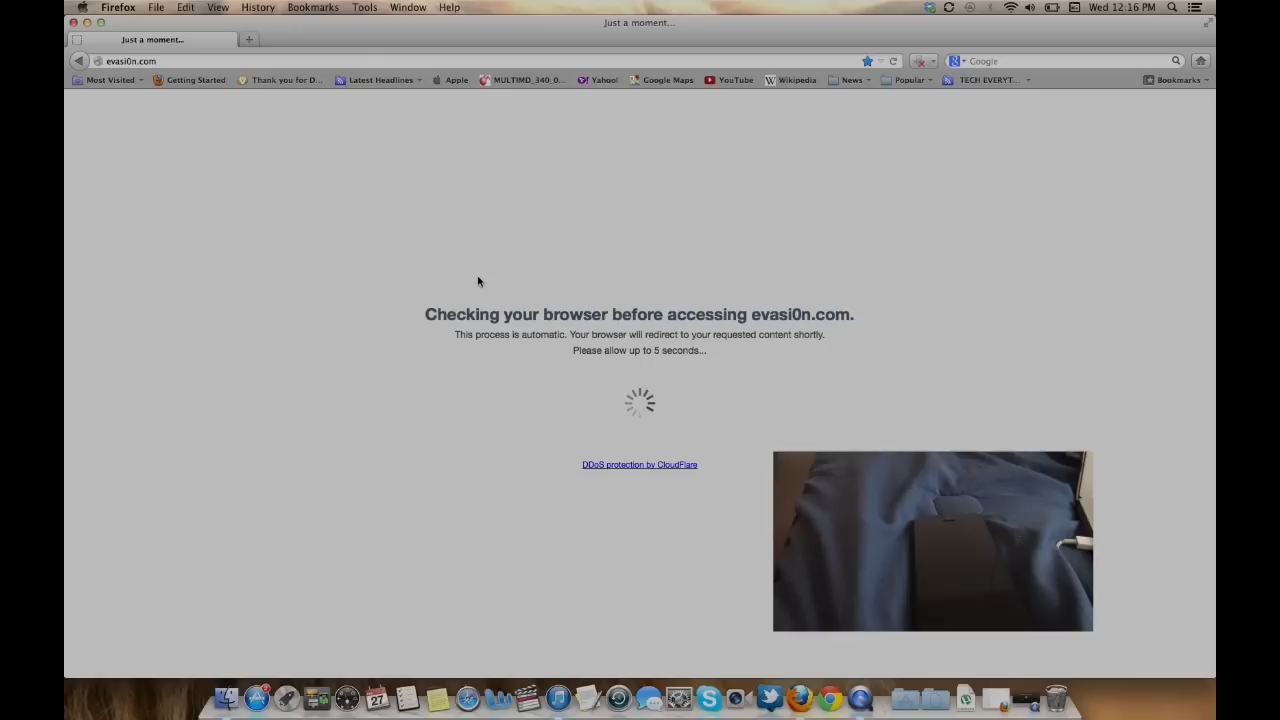 Firefox File Edit View History Bookmarks Tools Window Help Wed 12:16 PM
Just a moment...
Just a moment...
evasi0n.com Google
Most Visited Getting Started Thank you for D... Latest Headlines Apple MULTIMD_340_0... Yahoo! Google Maps YouTube Wikipedia News Popular TECH EVERYT... Bookmarks
Checking your browser before accessing evasi0n.com.
This process is automatic. Your browser will redirect to your requested content shortly.
Please allow up to 5 seconds...
DDoS protection by CloudFlare
27